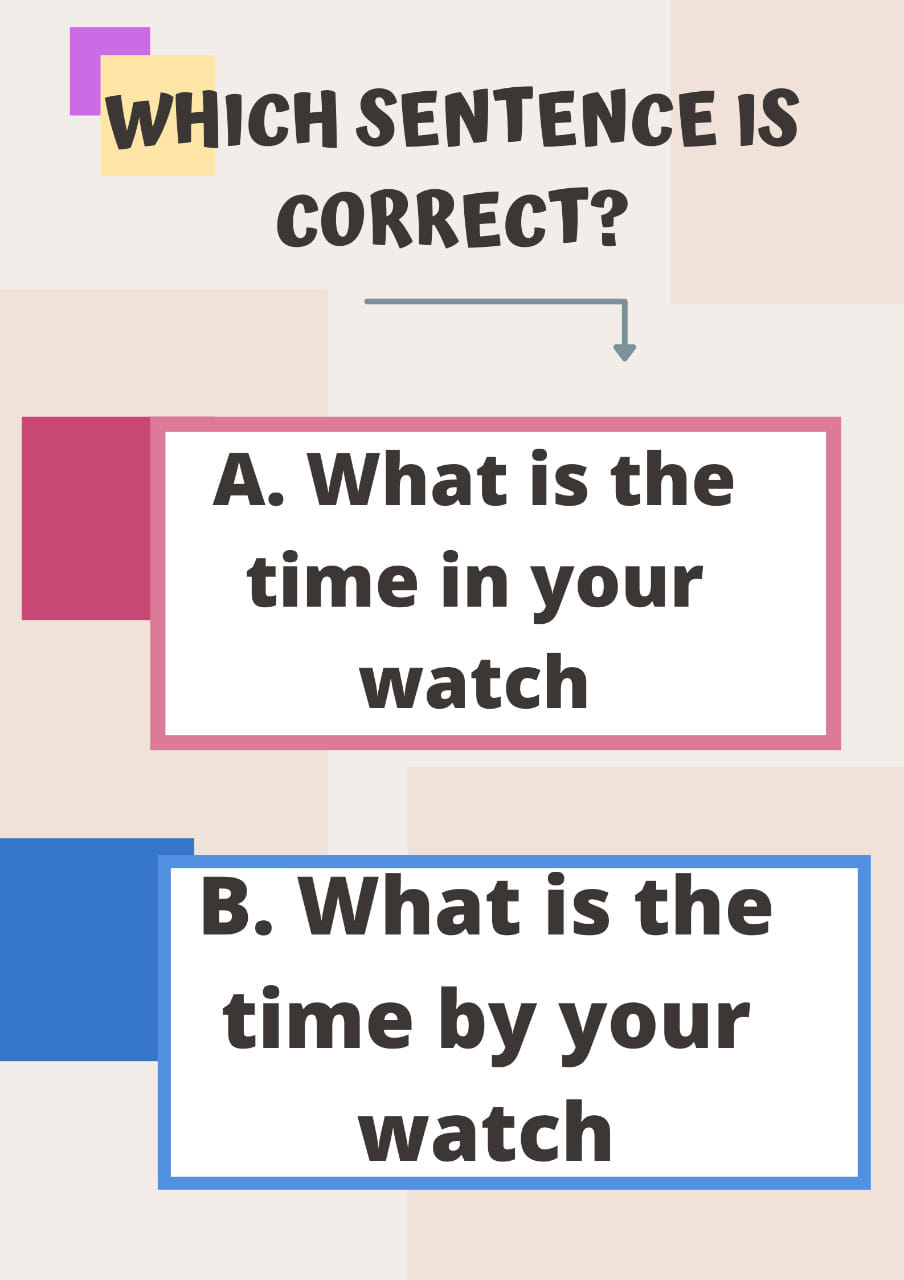 WHICH SENTENCE IS
CORRECT?
A. What is the
time in your
watch
B. What is the
time by your
watch